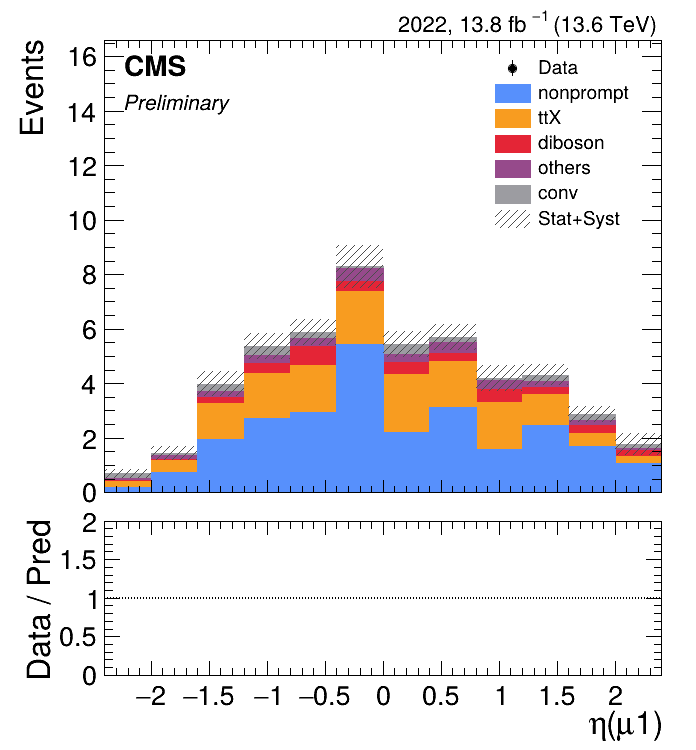 2022, 13.8 fb⁻¹ (13.6 TeV)
CMS
Preliminary
Events
16
14
12
10
8
6
4
2
0
Data
nonprompt
ttX
diboson
others
conv
Stat+Syst
Data / Pred
2
1.5
1
0.5
0
−2 −1.5 −1 −0.5 0 0.5 1 1.5 2
η(μ1)